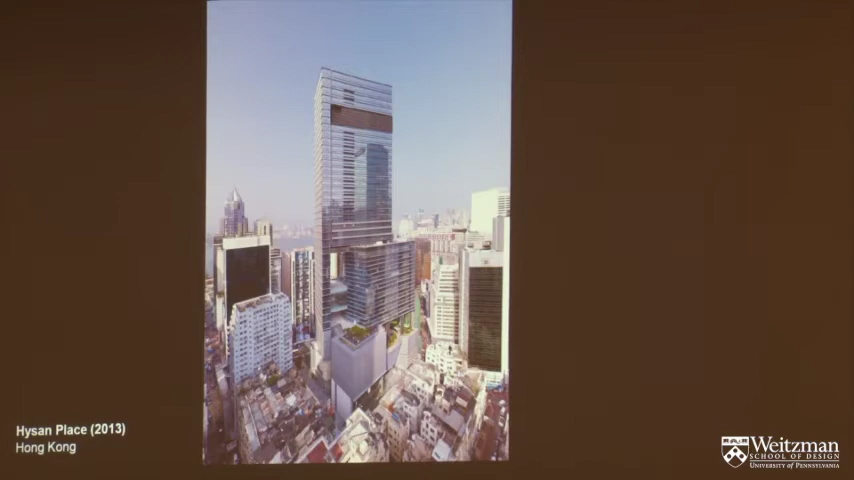 Hysan Place (2013)
Hong Kong
Weitzman
SCHOOL OF DESIGN
UNIVERSITY OF PENNSYLVANIA